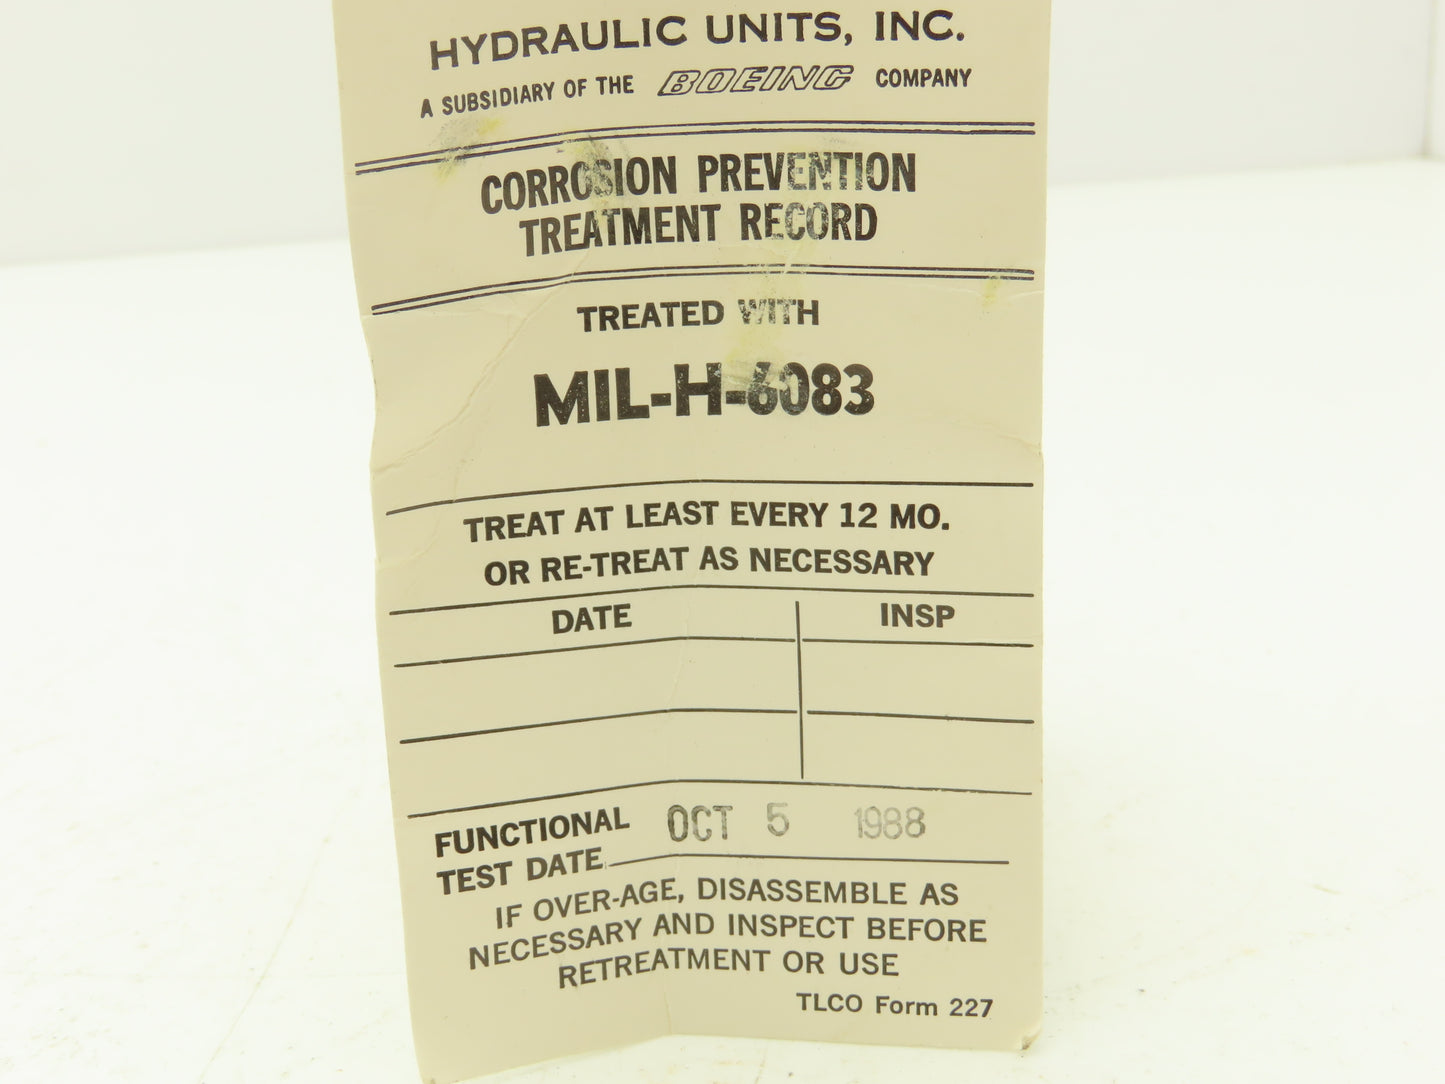 HYDRAULIC UNITS, INC.
A SUBSIDIARY OF THE BOEING COMPANY
CORROSION PREVENTION
TREATMENT RECORD
TREATED WITH
MIL-H-6083
TREAT AT LEAST EVERY 12 MO.
OR RE-TREAT AS NECESSARY
DATE INSP
FUNCTIONAL OCT 5 1988
TEST DATE
IF OVER-AGE, DISASSEMBLE AS
NECESSARY AND INSPECT BEFORE
RETREATMENT OR USE
TLCO Form 227